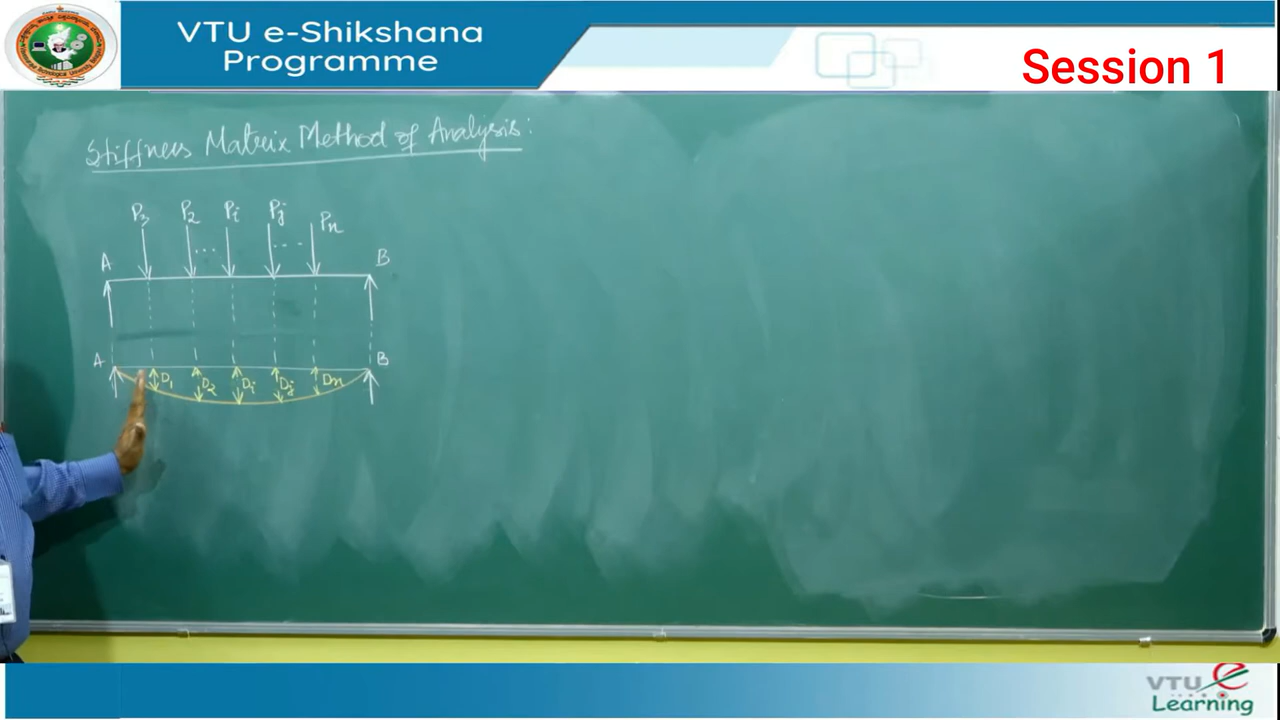 VTU e-Shikshana
Programme
Session 1
Stiffness Matrix Method of Analysis:
P3 P2 Pi Pj Pn
... ---
A B
A B
D1 D2 Di Dj Dn
VTU e
Learning